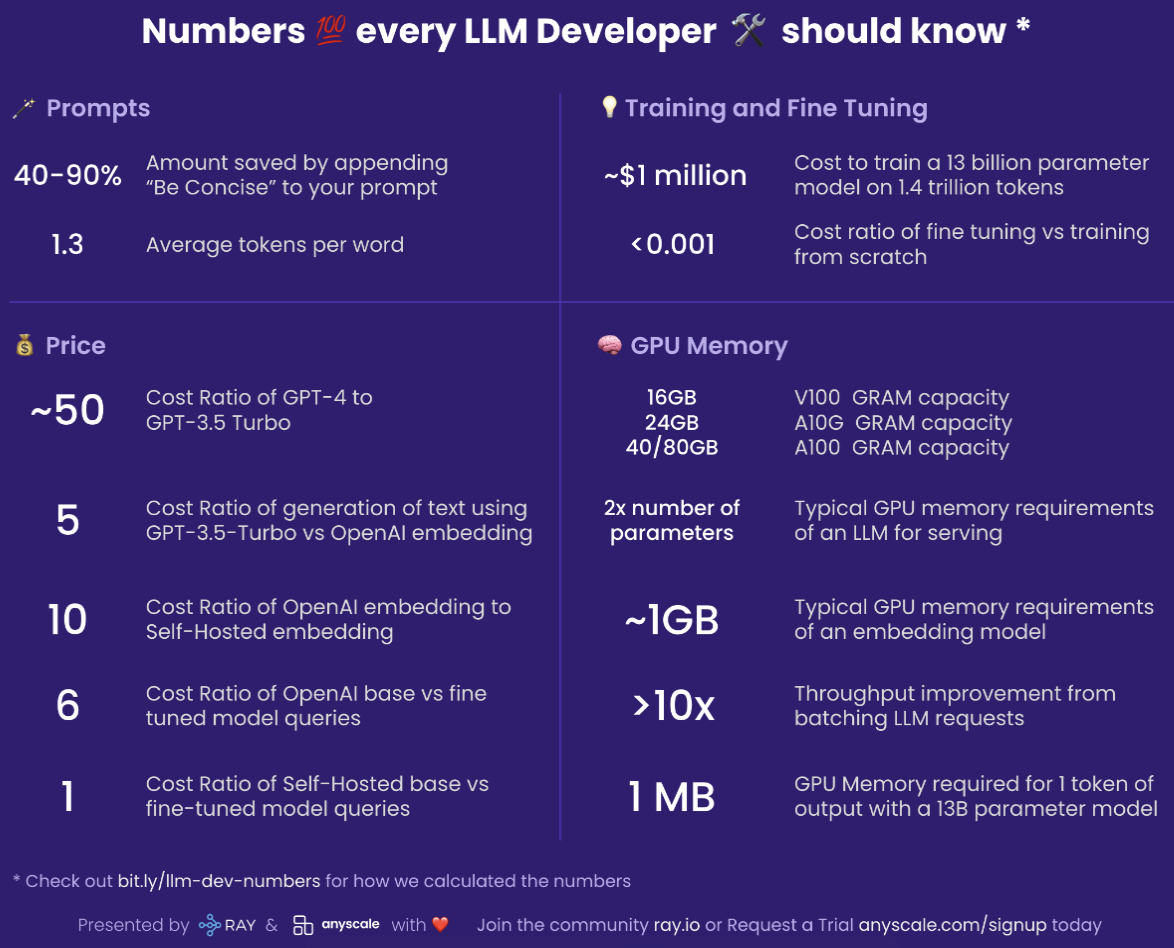 Numbers 💯 every LLM Developer 🛠️ should know *
Prompts
40-90%
Amount saved by appending
“Be Concise” to your prompt
1.3
Average tokens per word
Training and Fine Tuning
~$1 million
Cost to train a 13 billion parameter
model on 1.4 trillion tokens
<0.001
Cost ratio of fine tuning vs training
from scratch
Price
~50
Cost Ratio of GPT-4 to
GPT-3.5 Turbo
5
Cost Ratio of generation of text using
GPT-3.5-Turbo vs OpenAI embedding
10
Cost Ratio of OpenAI embedding to
Self-Hosted embedding
6
Cost Ratio of OpenAI base vs fine
tuned model queries
1
Cost Ratio of Self-Hosted base vs
fine-tuned model queries
GPU Memory
16GB V100 GRAM capacity
24GB A10G GRAM capacity
40/80GB A100 GRAM capacity
2x number of
parameters
Typical GPU memory requirements
of an LLM for serving
~1GB
Typical GPU memory requirements
of an embedding model
>10x
Throughput improvement from
batching LLM requests
1 MB
GPU Memory required for 1 token of
output with a 13B parameter model
* Check out bit.ly/llm-dev-numbers for how we calculated the numbers
Presented by RAY & anyscale with ❤️ Join the community ray.io or Request a Trial anyscale.com/signup today